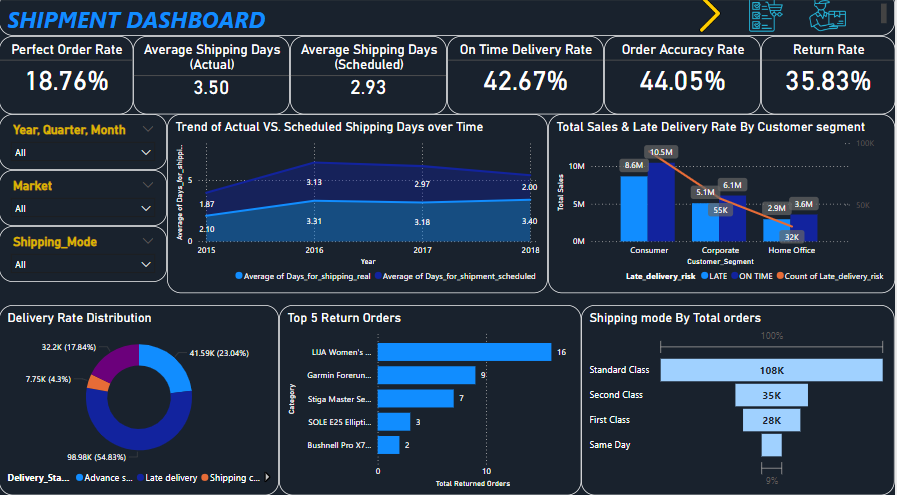 SHIPMENT DASHBOARD
Perfect Order Rate
18.76%
Average Shipping Days
(Actual)
3.50
Average Shipping Days
(Scheduled)
2.93
On Time Delivery Rate
42.67%
Order Accuracy Rate
44.05%
Return Rate
35.83%
Year, Quarter, Month
All
Market
All
Shipping_Mode
All
Trend of Actual VS. Scheduled Shipping Days over Time
Average of Days_for_shippi...
5
0
1.87
3.13
2.97
2.00
2.10
3.31
3.18
3.40
2015
2016
2017
2018
Year
Average of Days_for_shipping_real
Average of Days_for_shipment_scheduled
Total Sales & Late Delivery Rate By Customer segment
Total Sales
10M
5M
0M
100K
50K
8.6M
10.5M
5.1M
6.1M
55K
2.9M
3.6M
32K
Consumer
Corporate
Home Office
Customer_Segment
Late_delivery_risk
LATE
ON TIME
Count of Late_delivery_risk
Delivery Rate Distribution
32.2K (17.84%)
41.59K (23.04%)
7.75K (4.3%)
98.98K (54.83%)
Delivery_Sta...
Advance s...
Late delivery
Shipping c...
Top 5 Return Orders
Category
LIJA Women's ...
16
Garmin Forerun...
9
Stiga Master Se...
7
SOLE E25 Ellipti...
3
Bushnell Pro X7...
2
0
10
Total Returned Orders
Shipping mode By Total orders
100%
Standard Class
108K
Second Class
35K
First Class
28K
Same Day
9%